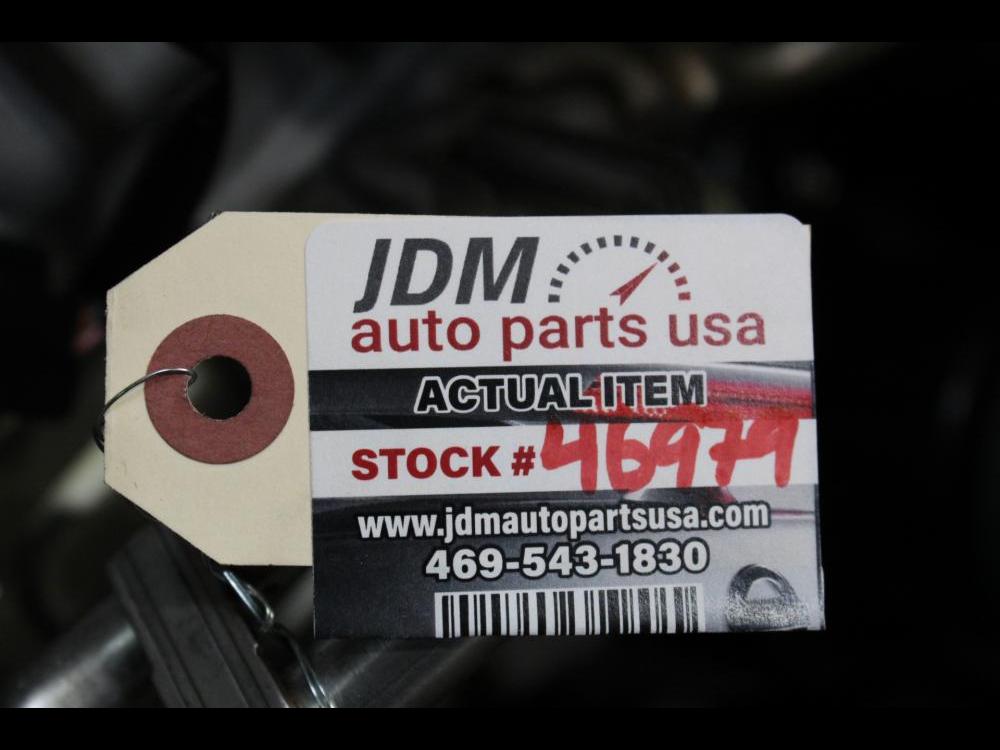 JDM
auto parts usa
ACTUAL ITEM
STOCK # 46979
www.jdmautopartsusa.com
469-543-1830